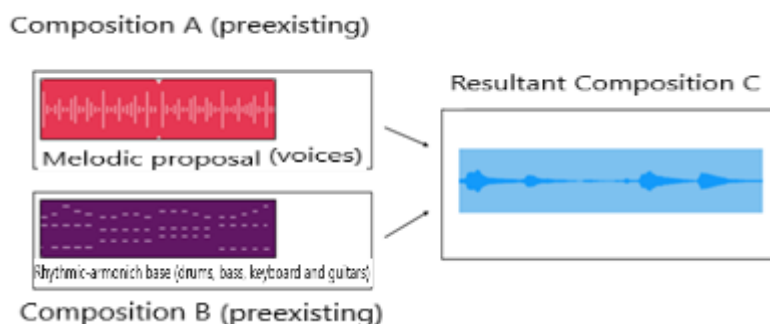 Composition A (preexisting)
Melodic proposal (voices)
Rhythmic-armonich base (drums, bass, keyboard and guitars)
Composition B (preexisting)
Resultant Composition C